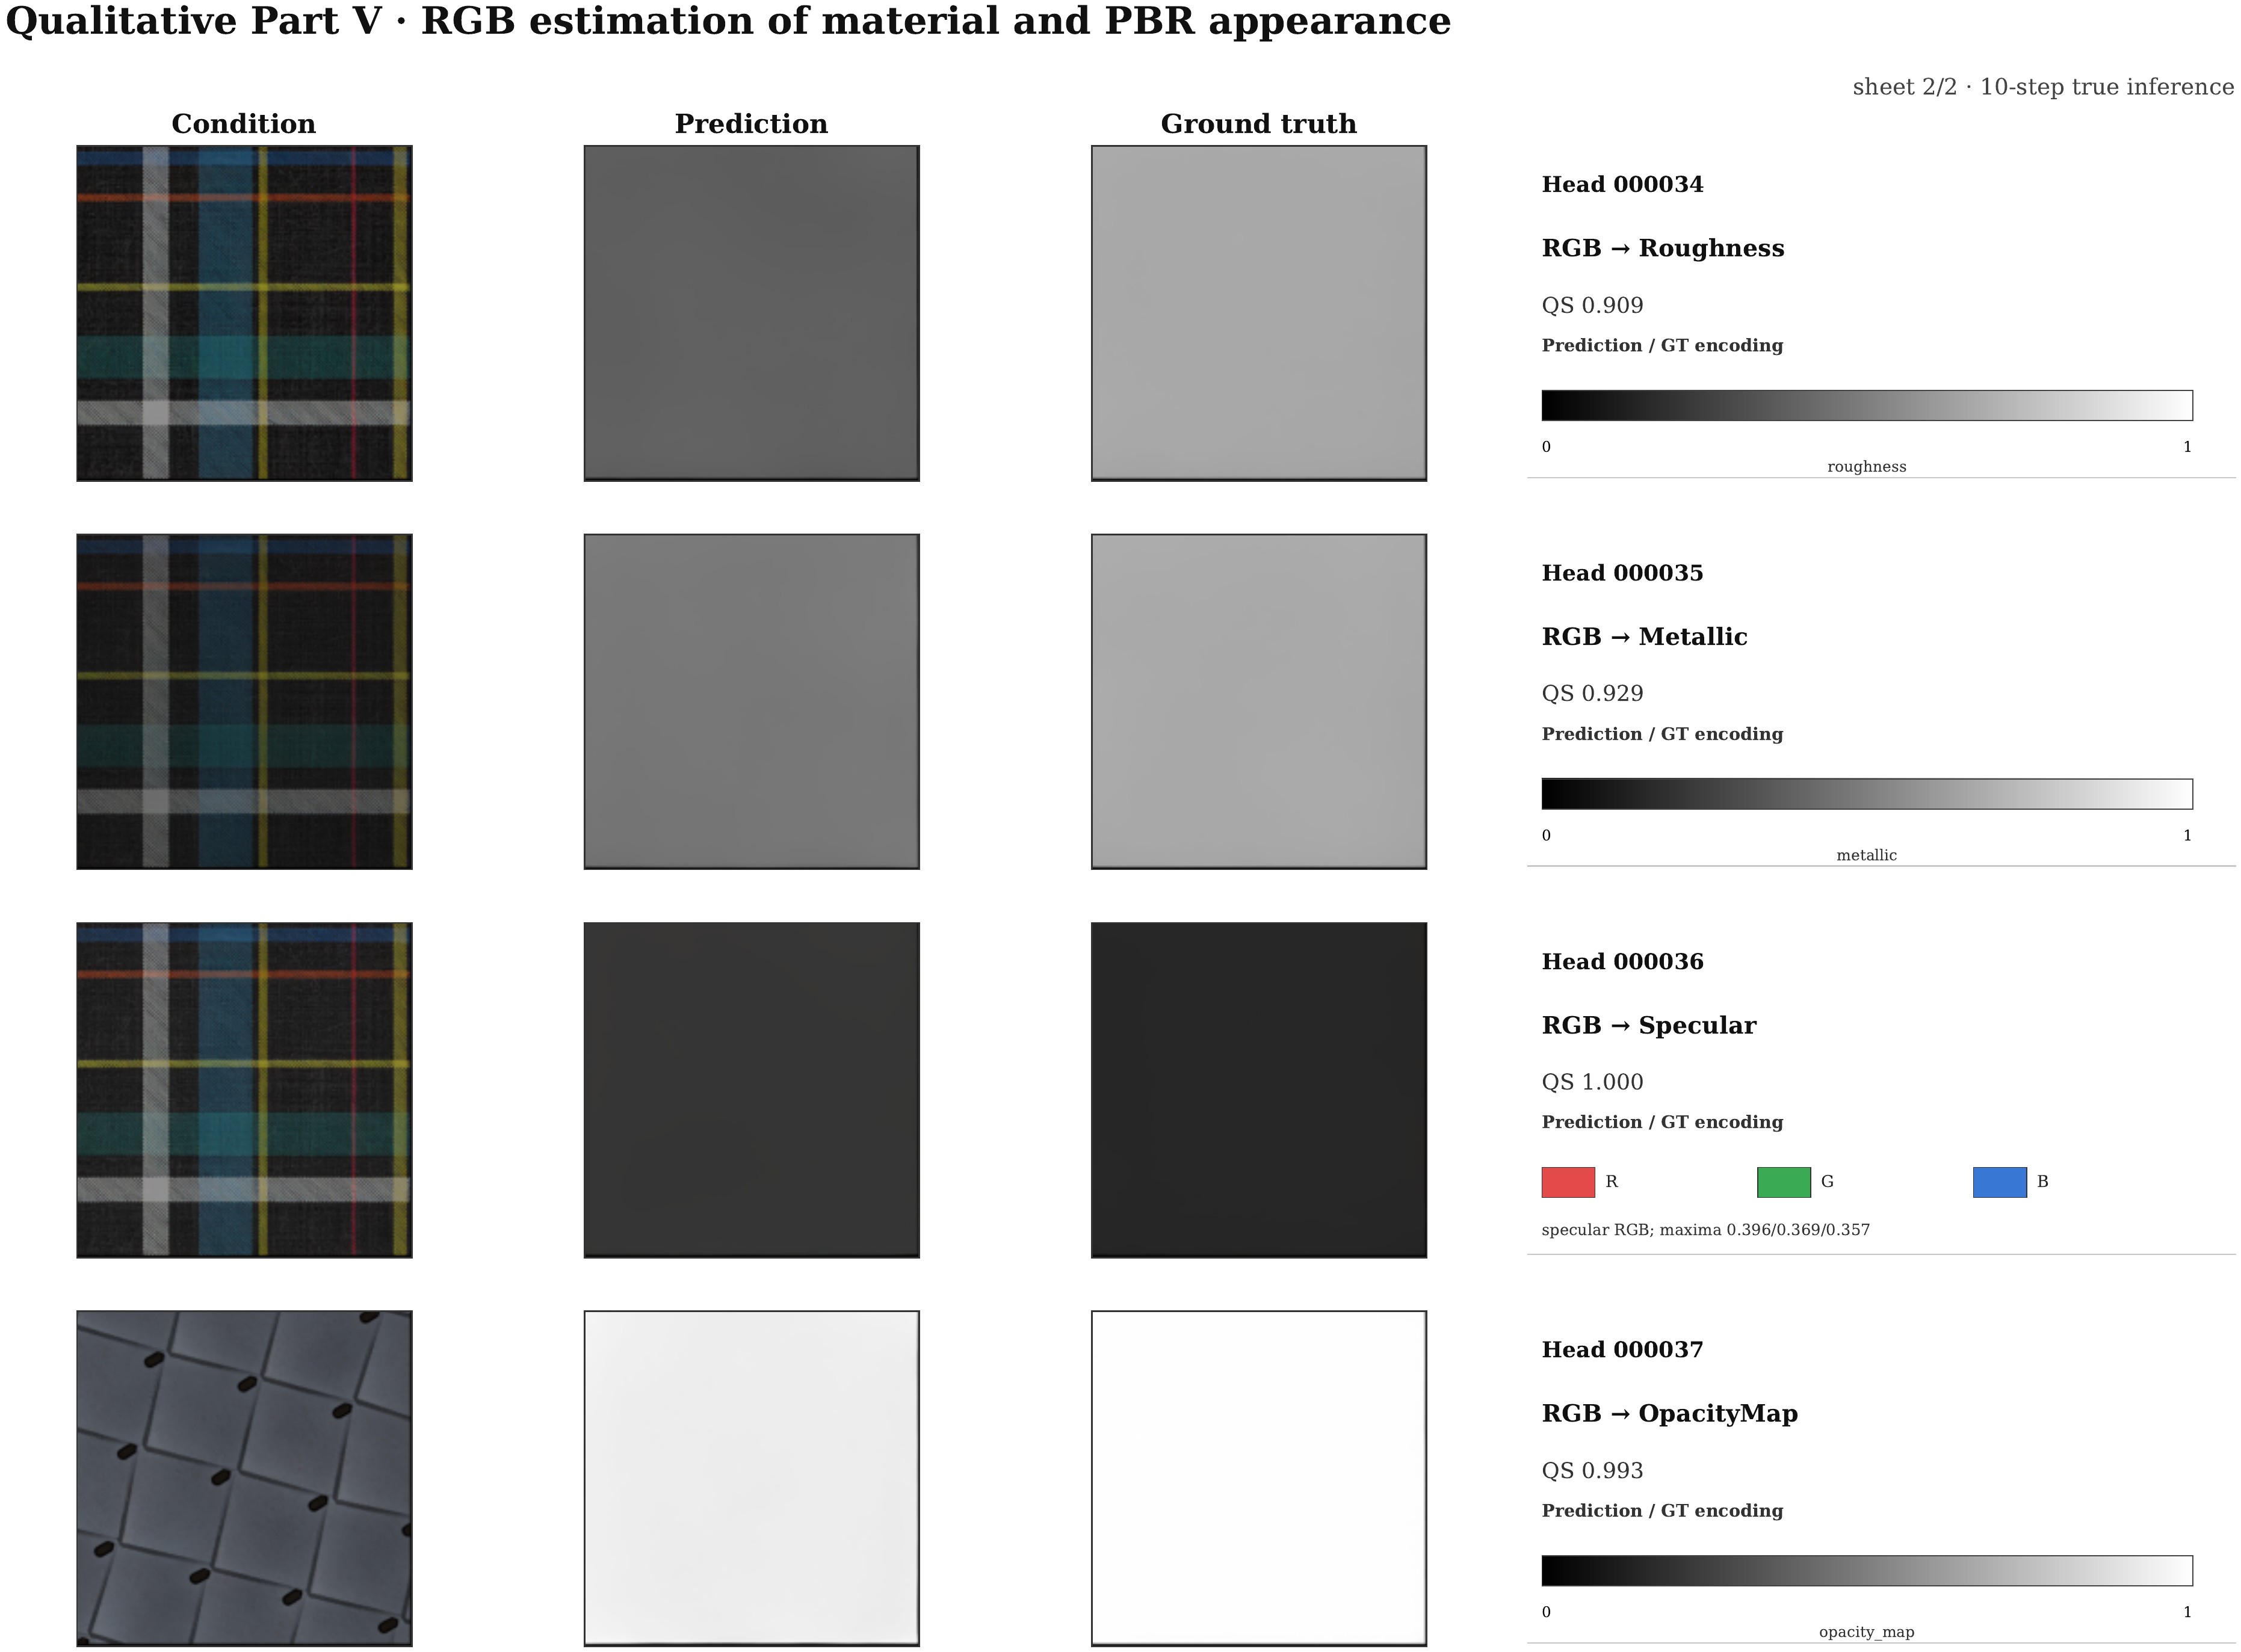 Qualitative Part V · RGB estimation of material and PBR appearance
sheet 2/2 · 10-step true inference
Condition
Prediction
Ground truth
Head 000034
RGB → Roughness
QS 0.909
Prediction / GT encoding
0
1
roughness
Head 000035
RGB → Metallic
QS 0.929
Prediction / GT encoding
0
1
metallic
Head 000036
RGB → Specular
QS 1.000
Prediction / GT encoding
R
G
B
specular RGB; maxima 0.396/0.369/0.357
Head 000037
RGB → OpacityMap
QS 0.993
Prediction / GT encoding
0
1
opacity_map